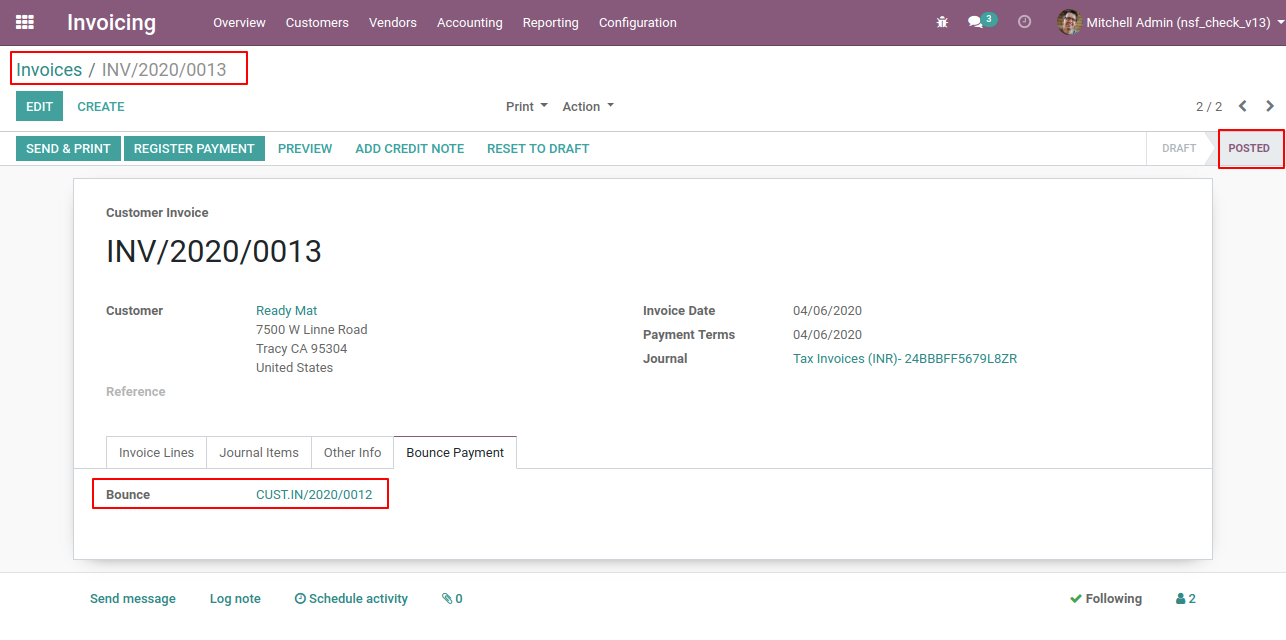 Invoicing Overview Customers Vendors Accounting Reporting Configuration 3 Mitchell Admin (nsf_check_v13)
Invoices / INV/2020/0013
EDIT CREATE Print Action 2 / 2
SEND & PRINT REGISTER PAYMENT PREVIEW ADD CREDIT NOTE RESET TO DRAFT DRAFT POSTED
Customer Invoice
INV/2020/0013
Customer Ready Mat Invoice Date 04/06/2020
7500 W Linne Road
Payment Terms 04/06/2020
Tracy CA 95304
Journal Tax Invoices (INR)- 24BBBFF5679L8ZR
United States
Reference
Invoice Lines Journal Items Other Info Bounce Payment
Bounce CUST.IN/2020/0012
Send message Log note Schedule activity 0 Following 2